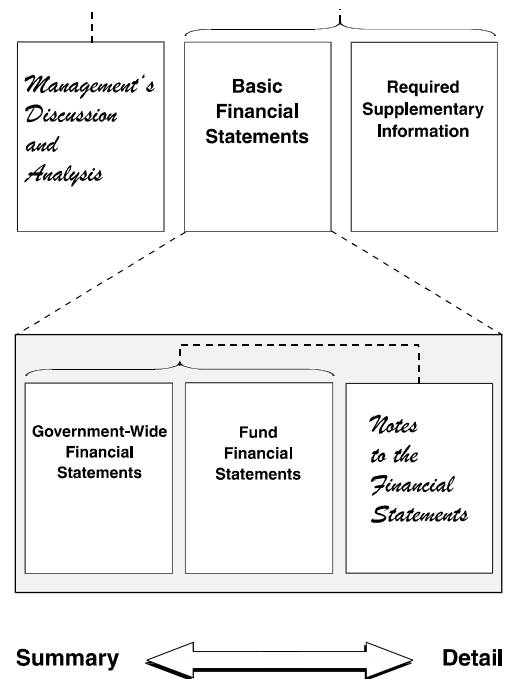 Management's
Discussion
and
Analysis
Basic
Financial
Statements
Required
Supplementary
Information
Government-Wide
Financial
Statements
Fund
Financial
Statements
Notes
to the
Financial
Statements
Summary
Detail